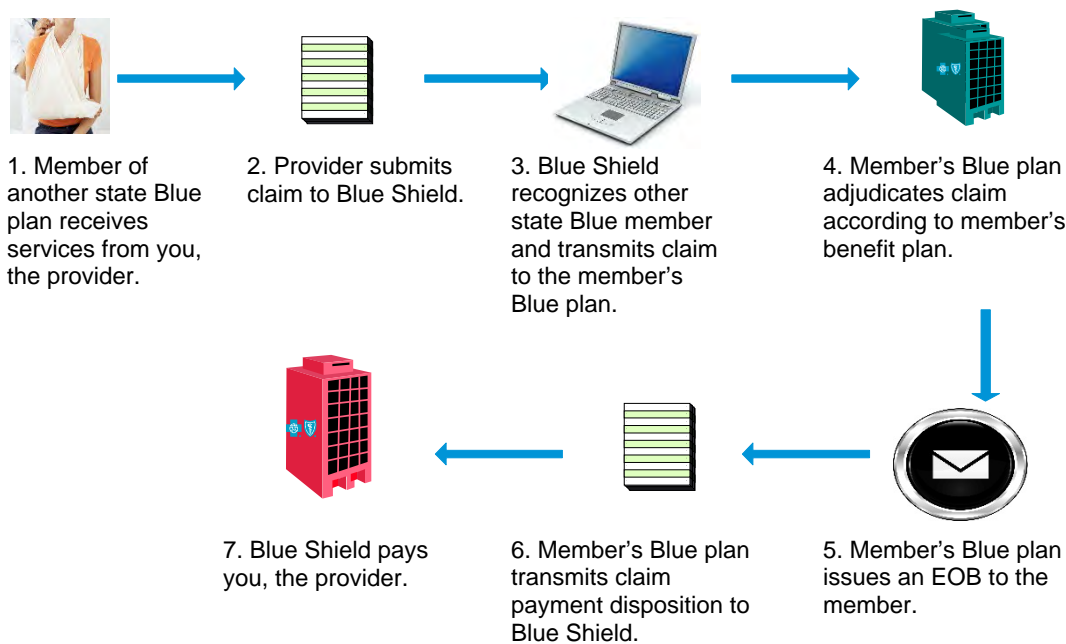 1. Member of
another state Blue
plan receives
services from you,
the provider.
2. Provider submits
claim to Blue Shield.
3. Blue Shield
recognizes other
state Blue member
and transmits claim
to the member's
Blue plan.
4. Member's Blue plan
adjudicates claim
according to member's
benefit plan.
5. Member's Blue plan
issues an EOB to the
member.
6. Member's Blue plan
transmits claim
payment disposition to
Blue Shield.
7. Blue Shield pays
you, the provider.